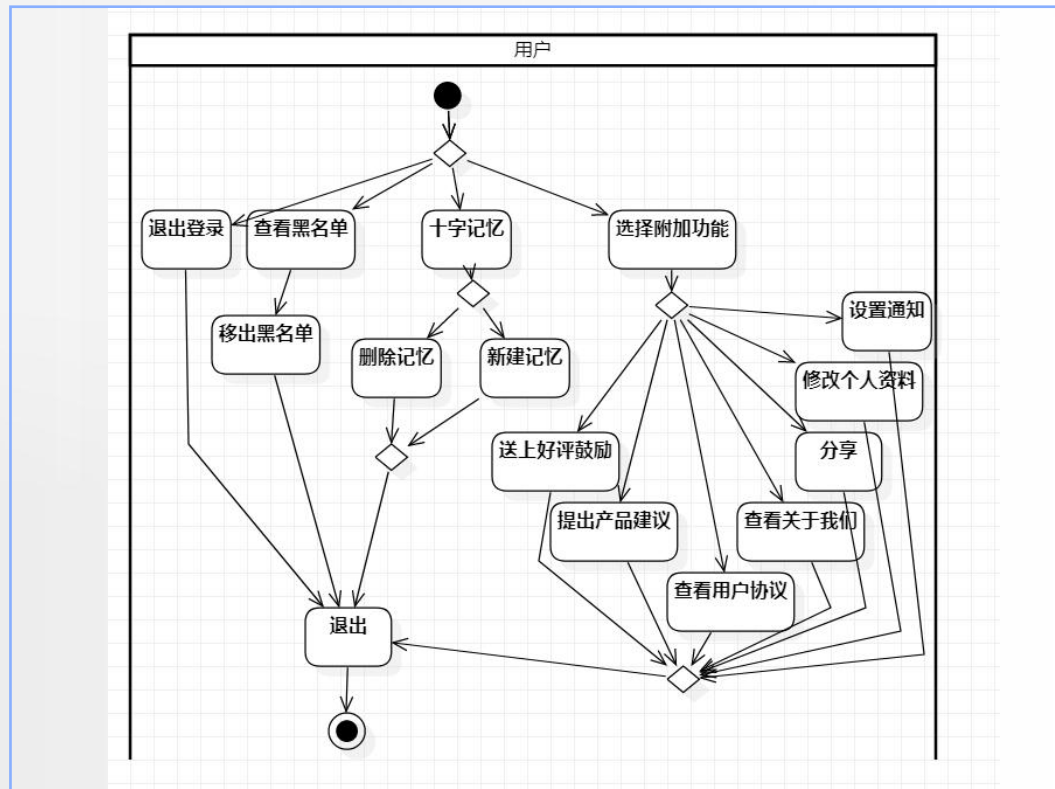 用户
退出登录
查看黑名单
十字记忆
选择附加功能
设置通知
移出黑名单
删除记忆
新建记忆
修改个人资料
送上好评鼓励
分享
提出产品建议
查看关于我们
查看用户协议
退出